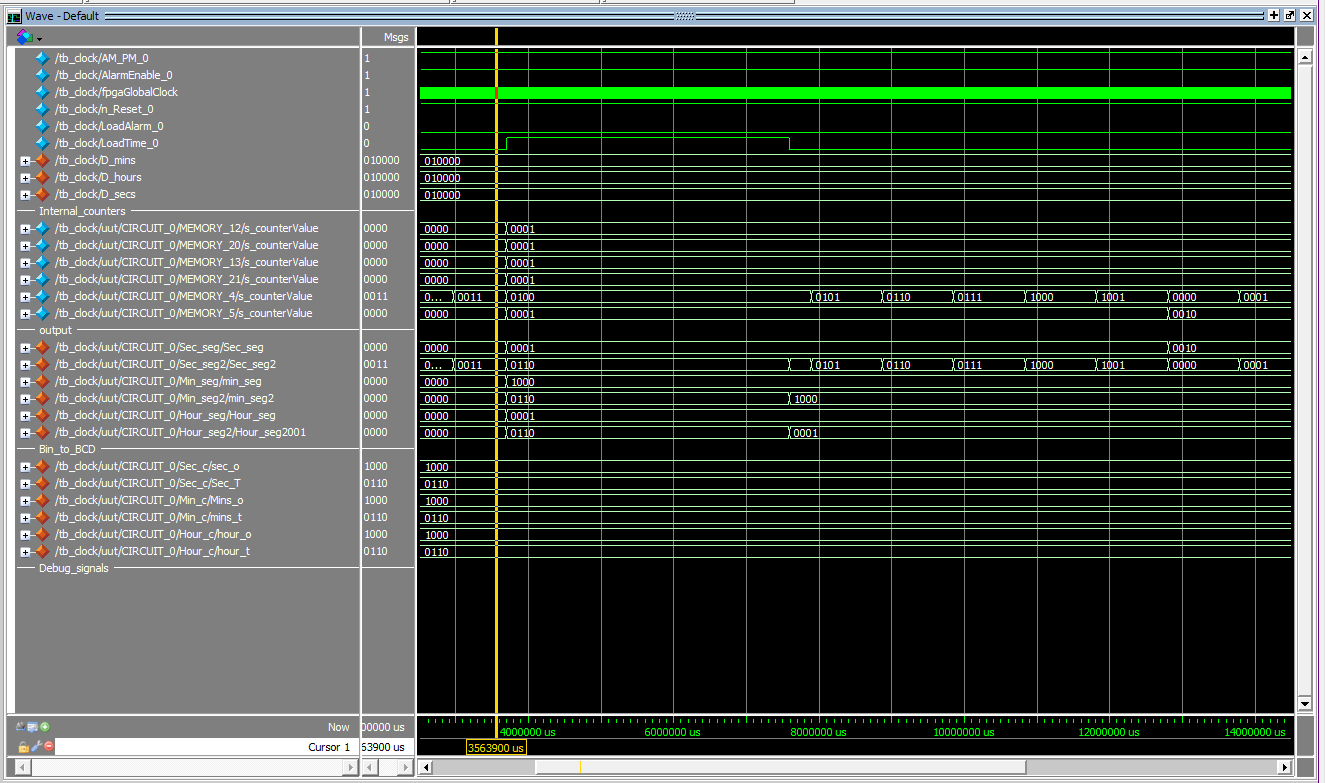 Wave - Default
Msgs
/tb_clock/AM_PM_0 1
/tb_clock/AlarmEnable_0 1
/tb_clock/fpgaGlobalClock 1
/tb_clock/n_Reset_0 1
/tb_clock/LoadAlarm_0 0
/tb_clock/LoadTime_0 0
/tb_clock/D_mins 010000 010000
/tb_clock/D_hours 010000 010000
/tb_clock/D_secs 010000 010000
Internal_counters
/tb_clock/uut/CIRCUIT_0/MEMORY_12/s_counterValue 0000 0000 0001
/tb_clock/uut/CIRCUIT_0/MEMORY_20/s_counterValue 0000 0000 0001
/tb_clock/uut/CIRCUIT_0/MEMORY_13/s_counterValue 0000 0000 0001
/tb_clock/uut/CIRCUIT_0/MEMORY_21/s_counterValue 0000 0000 0001
/tb_clock/uut/CIRCUIT_0/MEMORY_4/s_counterValue 0011 0... 0011 0100 0101 0110 0111 1000 1001 0000 0001
/tb_clock/uut/CIRCUIT_0/MEMORY_5/s_counterValue 0000 0000 0001 0010
output
/tb_clock/uut/CIRCUIT_0/Sec_seg/Sec_seg 0000 0000 0001 0010
/tb_clock/uut/CIRCUIT_0/Sec_seg2/Sec_seg2 0011 0... 0011 0110 0101 0110 0111 1000 1001 0000 0001
/tb_clock/uut/CIRCUIT_0/Min_seg/min_seg 0000 0000 1000
/tb_clock/uut/CIRCUIT_0/Min_seg2/min_seg2 0000 0000 0110 1000
/tb_clock/uut/CIRCUIT_0/Hour_seg/Hour_seg 0000 0000 0001
/tb_clock/uut/CIRCUIT_0/Hour_seg2/Hour_seg2001 0000 0000 0110 0001
Bin_to_BCD
/tb_clock/uut/CIRCUIT_0/Sec_c/sec_o 1000 1000
/tb_clock/uut/CIRCUIT_0/Sec_c/Sec_T 0110 0110
/tb_clock/uut/CIRCUIT_0/Min_c/Mins_o 1000 1000
/tb_clock/uut/CIRCUIT_0/Min_c/mins_t 0110 0110
/tb_clock/uut/CIRCUIT_0/Hour_c/hour_o 1000 1000
/tb_clock/uut/CIRCUIT_0/Hour_c/hour_t 0110 0110
Debug_signals
Now 00000 us 4000000 us 6000000 us 8000000 us 10000000 us 12000000 us 14000000 us
Cursor 1 53900 us 3563900 us